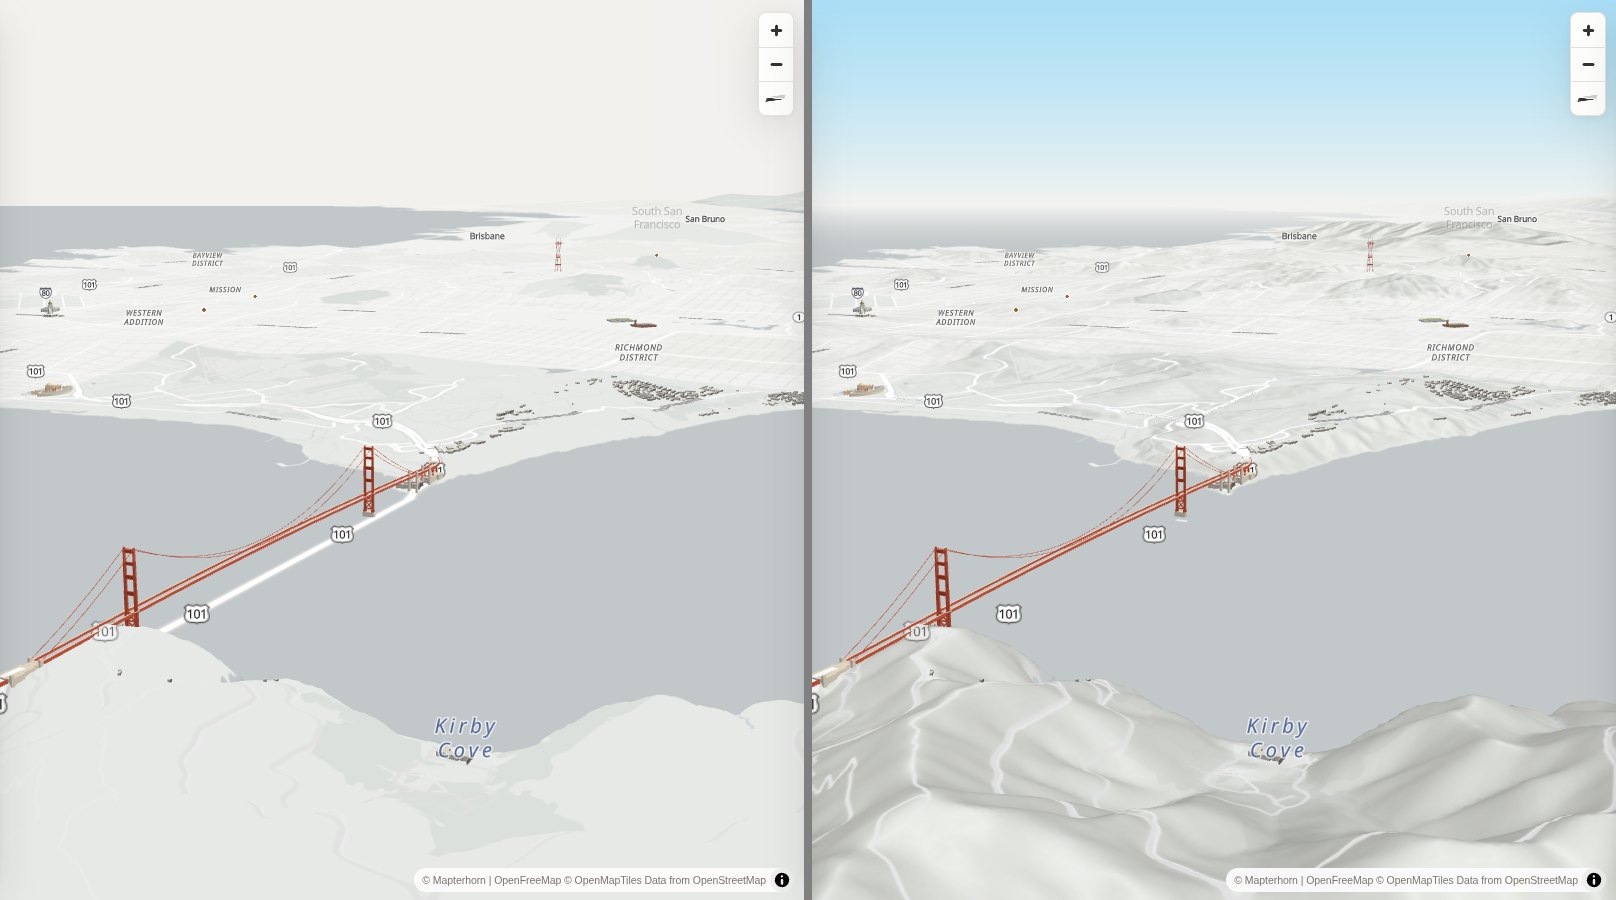 South San
Francisco
San Bruno
Brisbane
BAYVIEW
DISTRICT
101
101
80
MISSION
WESTERN
ADDITION
1
RICHMOND
DISTRICT
101
101
101
101
101
101
Kirby
Cove
© Mapterhorn | OpenFreeMap © OpenMapTiles Data from OpenStreetMap
South San
Francisco
San Bruno
Brisbane
BAYVIEW
DISTRICT
101
101
80
MISSION
WESTERN
ADDITION
1
RICHMOND
DISTRICT
101
101
101
101
101
101
Kirby
Cove
© Mapterhorn | OpenFreeMap © OpenMapTiles Data from OpenStreetMap